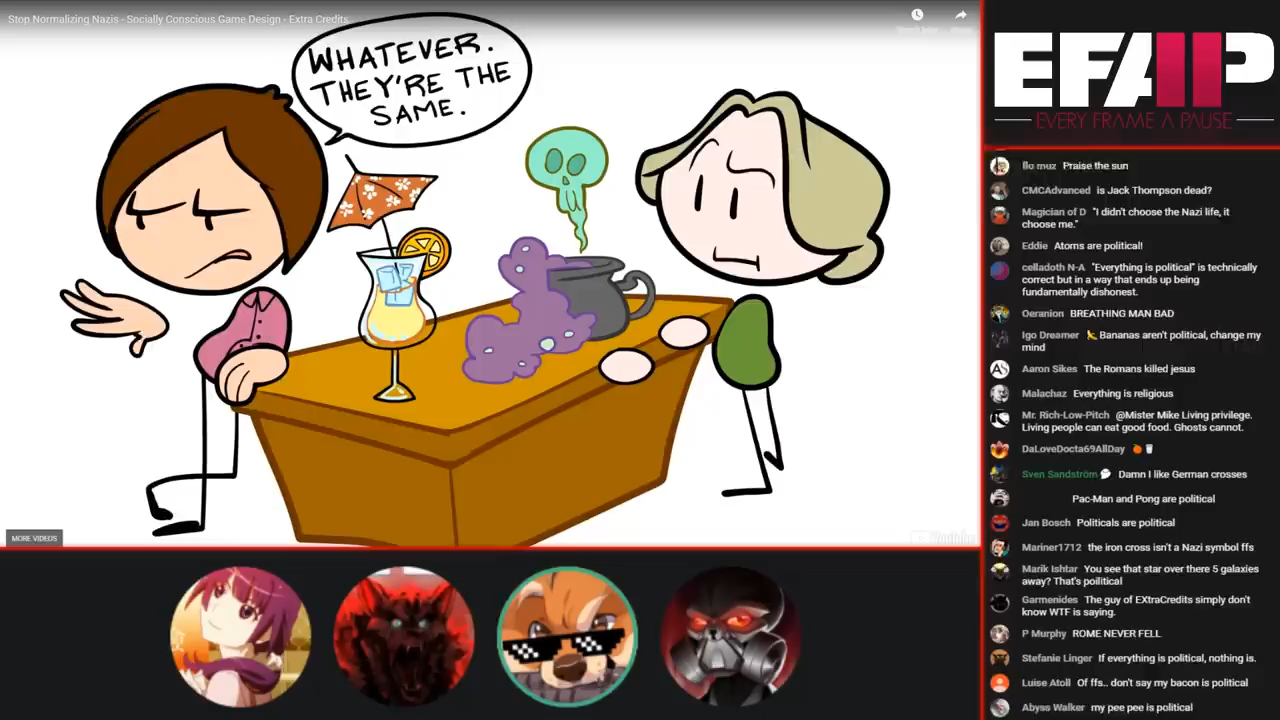 Stop Normalizing Nazis - Socially Conscious Game Design - Extra Credits
WHATEVER.
THEY'RE THE
SAME.
MORE VIDEOS
EFAP
EVERY FRAME A PAUSE
llo muz Praise the sun
CMCAdvanced is Jack Thompson dead?
Magician of D "I didn't choose the Nazi life, it
choose me."
Eddie Atoms are political!
celladoth N-A "Everything is political" is technically
correct but in a way that ends up being
fundamentally dishonest.
Oeranion BREATHING MAN BAD
Igo Dreamer 🍌 Bananas aren't political, change my
mind
AS
Aaron Sikes The Romans killed jesus
Malachaz Everything is religious
Mr. Rich-Low-Pitch @Mister Mike Living privilege.
Living people can eat good food. Ghosts cannot.
DaLoveDocta69AllDay
Sven Sandström Damn I like German crosses
Pac-Man and Pong are political
Jan Bosch Politicals are political
Mariner1712 the iron cross isn't a Nazi symbol ffs
Marik Ishtar You see that star over there 5 galaxies
away? That's poilitical
Garmenides The guy of EXtraCredits simply don't
know WTF is saying.
P Murphy ROME NEVER FELL
Stefanie Linger If everything is political, nothing is.
Luise Atoll Of ffs.. don't say my bacon is political
Abyss Walker my pee pee is political